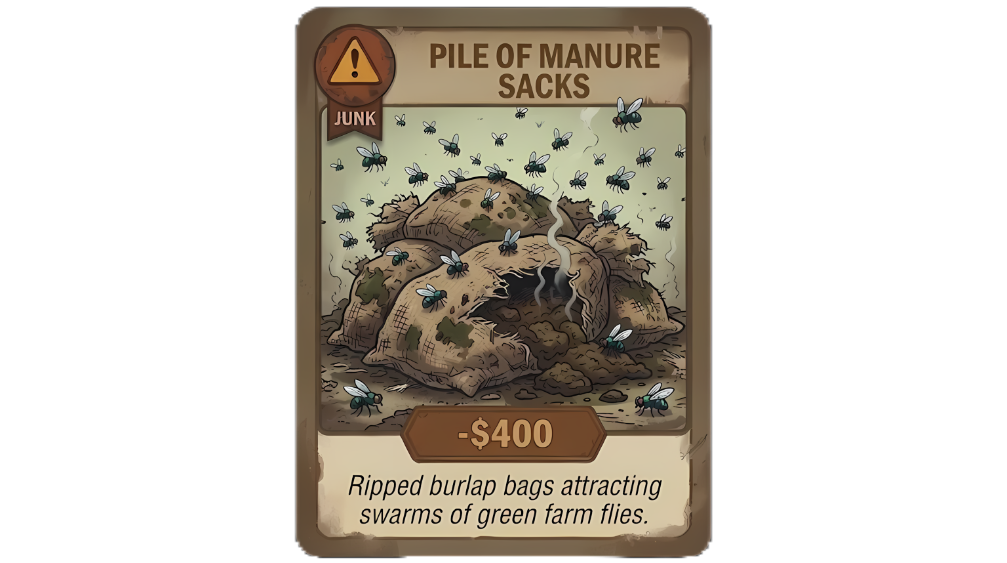 PILE OF MANURE
SACKS
JUNK
-$400
Ripped burlap bags attracting
swarms of green farm flies.